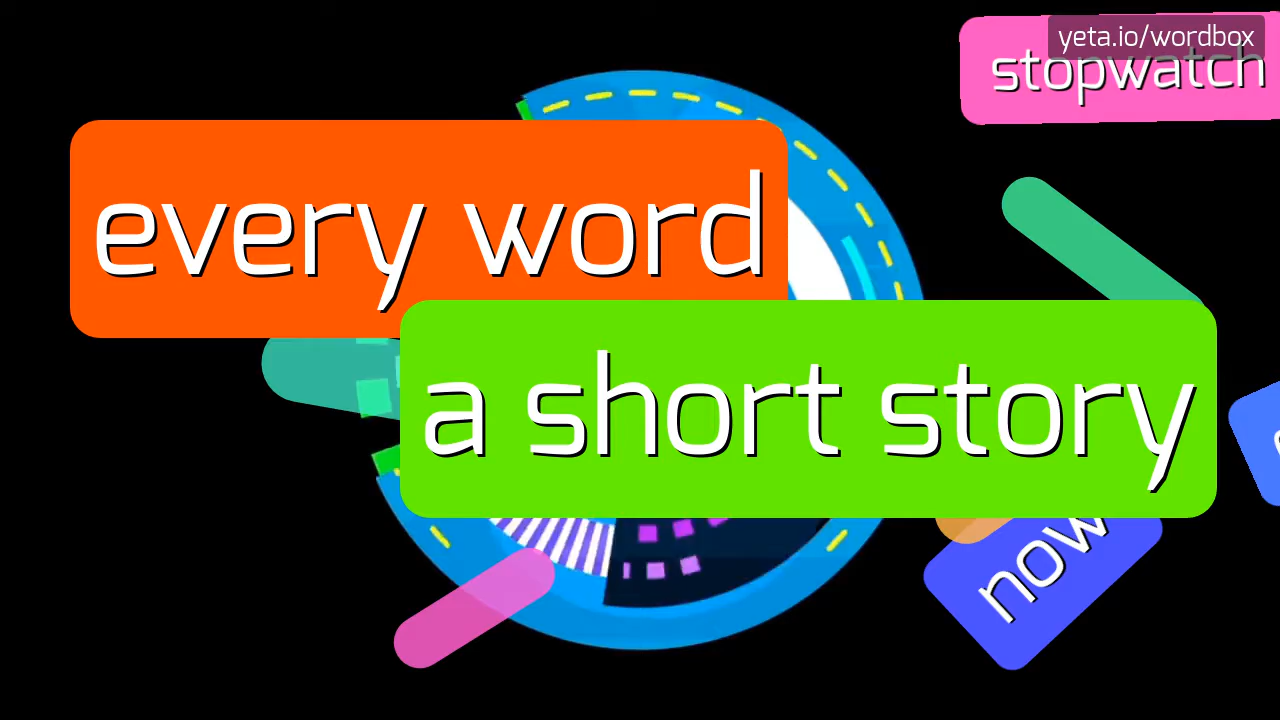 yeta.io/wordbox
stopwatch
every word
a short story
now